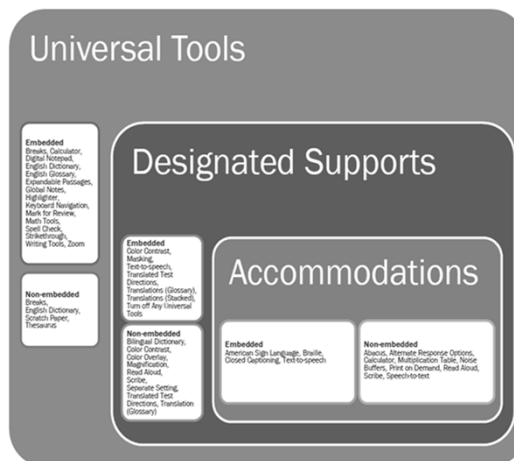 Universal Tools
Embedded
Breaks, Calculator,
Digital Notepad,
English Dictionary,
English Glossary,
Expandable Passages,
Global Notes,
Highlighter,
Keyboard Navigation,
Mark for Review,
Math Tools,
Spell Check,
Strikethrough,
Writing Tools, Zoom
Non-embedded
Breaks,
English Dictionary,
Scratch Paper,
Thesaurus
Designated Supports
Embedded
Color Contrast,
Masking,
Text-to-speech,
Translated Test
Directions,
Translations (Glossary),
Translations (Stacked),
Turn off Any Universal
Tools
Non-embedded
Bilingual Dictionary,
Color Contrast,
Color Overlay,
Magnification,
Read Aloud,
Scribe,
Separate Setting,
Translated Test
Directions, Translation
(Glossary)
Accommodations
Embedded
American Sign Language, Braille,
Closed Captioning, Text-to-speech
Non-embedded
Abacus, Alternate Response Options,
Calculator, Multiplication Table, Noise
Buffers, Print on Demand, Read Aloud,
Scribe, Speech-to-text